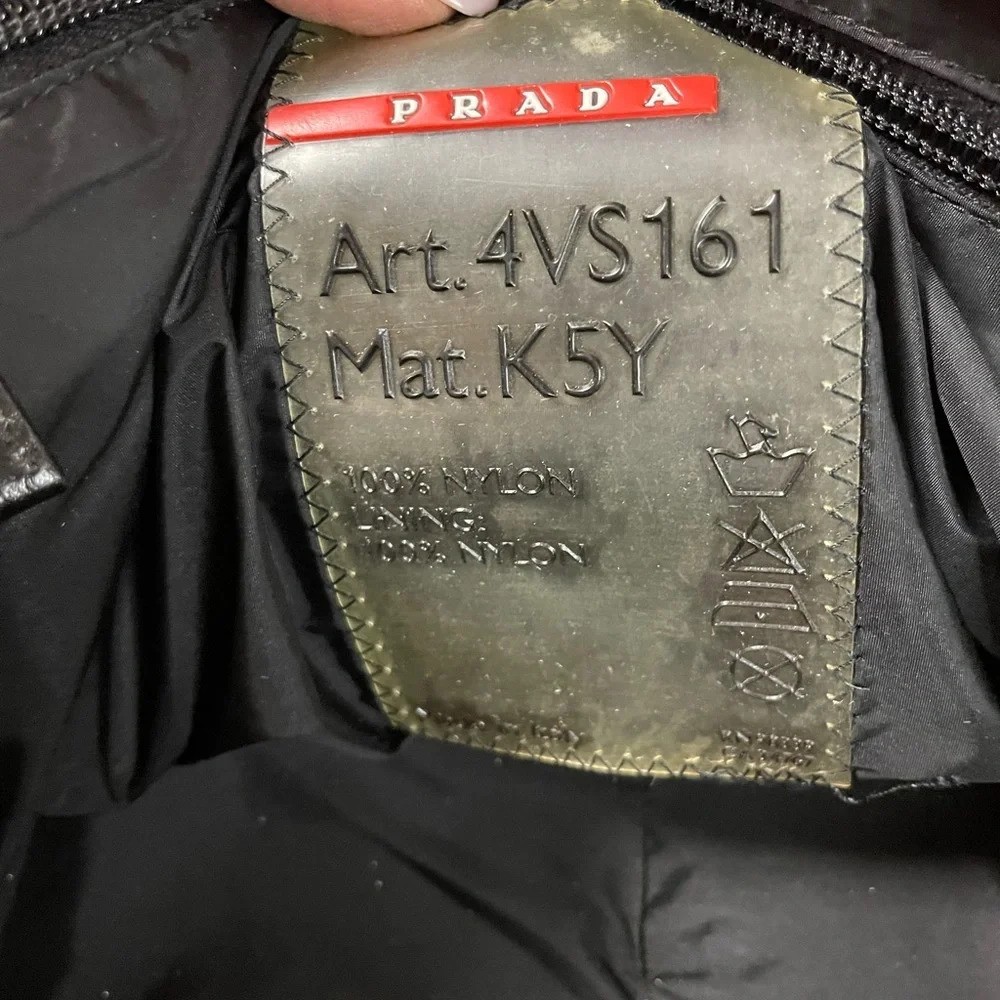 PRADA
Art. 4VS161
Mat. K5Y
100% NYLON
LINING:
100% NYLON